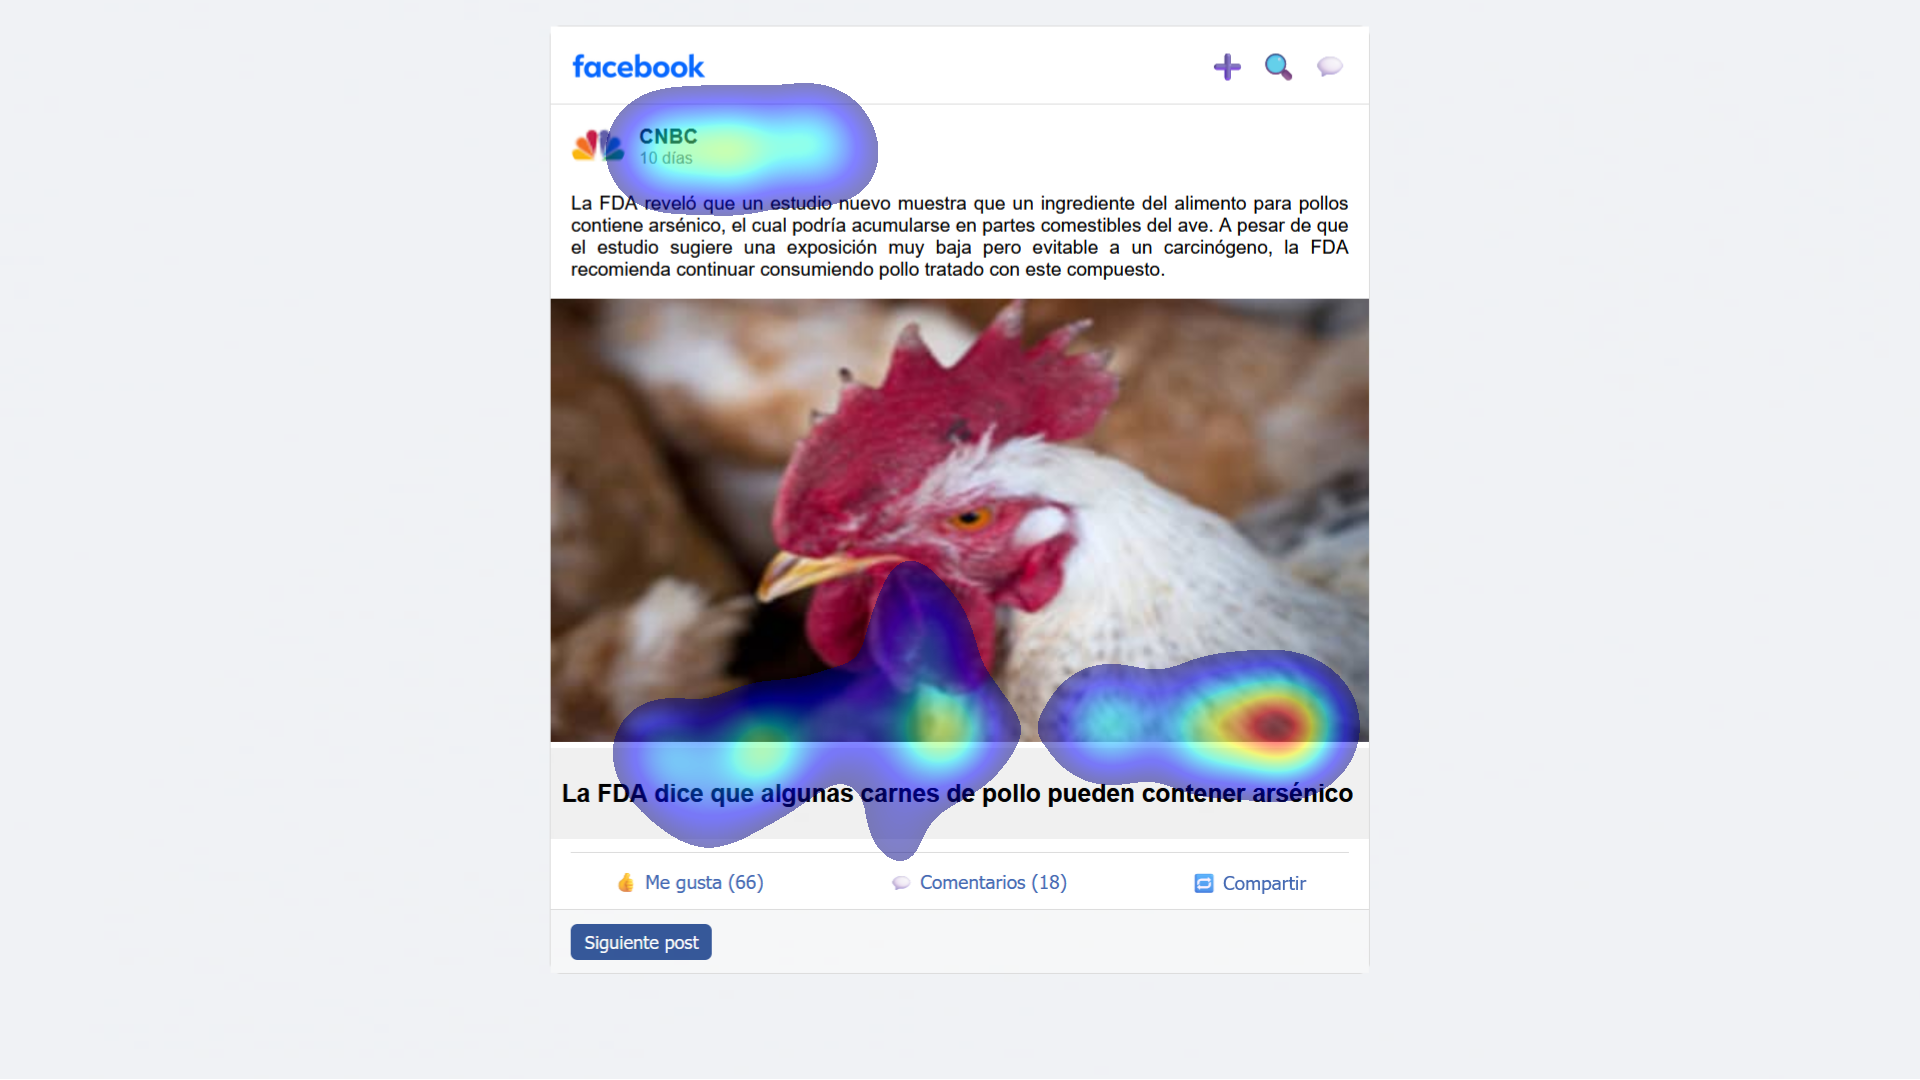 facebook
CNBC
10 días
La FDA reveló que un estudio nuevo muestra que un ingrediente del alimento para pollos
contiene arsénico, el cual podría acumularse en partes comestibles del ave. A pesar de que
el estudio sugiere una exposición muy baja pero evitable a un carcinógeno, la FDA
recomienda continuar consumiendo pollo tratado con este compuesto.
La FDA dice que algunas carnes de pollo pueden contener arsénico
Me gusta (66)
Comentarios (18)
Compartir
Siguiente post